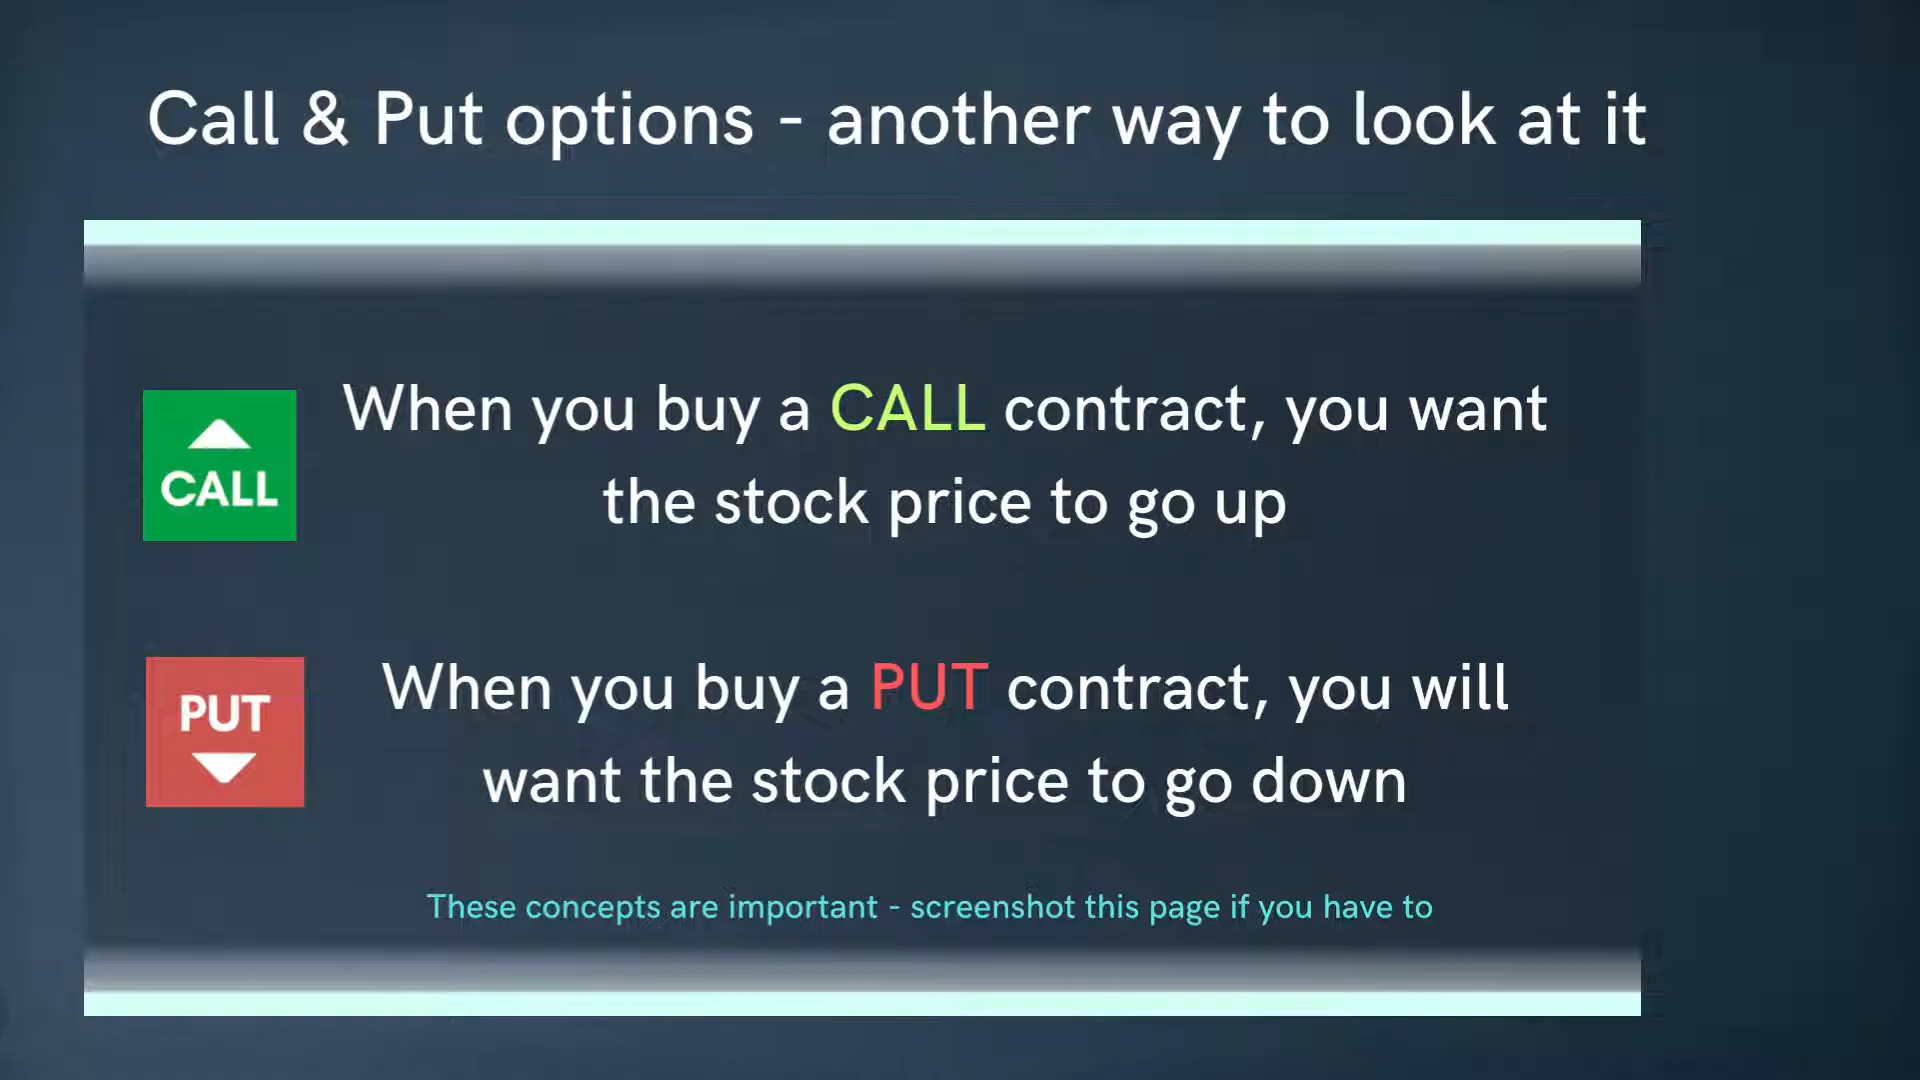 Call & Put options - another way to look at it
CALL
When you buy a CALL contract, you want
the stock price to go up
PUT
When you buy a PUT contract, you will
want the stock price to go down
These concepts are important - screenshot this page if you have to